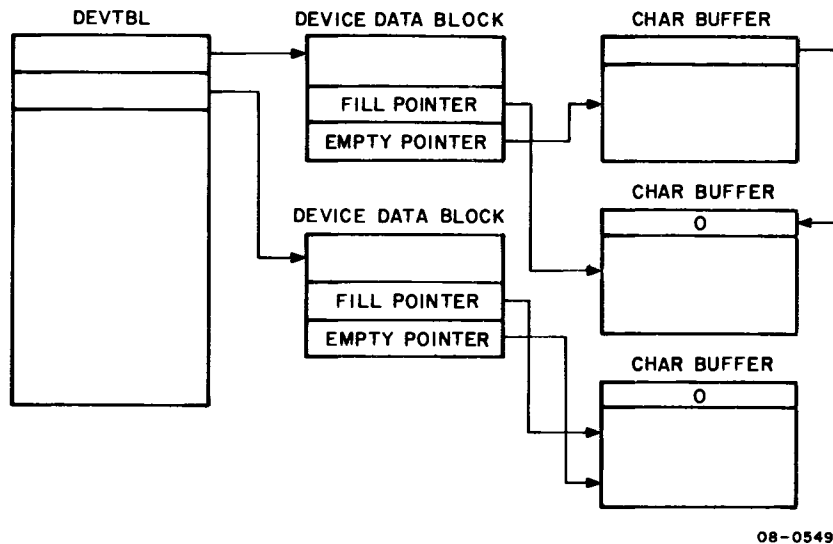 DEVTBL
DEVICE DATA BLOCK
CHAR BUFFER
FILL POINTER
EMPTY POINTER
CHAR BUFFER
0
DEVICE DATA BLOCK
FILL POINTER
EMPTY POINTER
CHAR BUFFER
0
08-0549